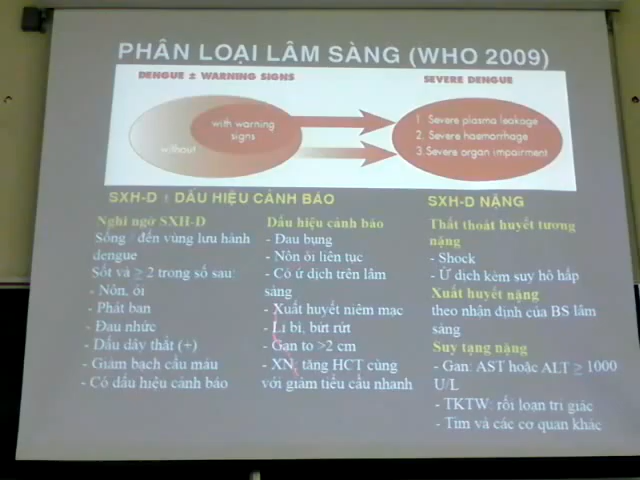 PHÂN LOẠI LÂM SÀNG (WHO 2009)
DENGUE ± WARNING SIGNS
SEVERE DENGUE
without
with warning
signs
1. Severe plasma leakage
2. Severe haemorrhage
3. Severe organ impairment
SXH-D ± DẤU HIỆU CẢNH BÁO
Nghi ngờ SXH-D
Sống / đến vùng lưu hành
dengue
Sốt và ≥ 2 trong số sau:
- Nôn, ói
- Phát ban
- Đau nhức
- Dấu dây thắt (+)
- Giảm bạch cầu máu
- Có dấu hiệu cảnh báo
Dấu hiệu cảnh báo
- Đau bụng
- Nôn ói liên tục
- Có ứ dịch trên lâm
sàng
- Xuất huyết niêm mạc
- Li bì, bứt rứt
- Gan to >2 cm
- XN, tăng HCT cùng
với giảm tiểu cầu nhanh
SXH-D NẶNG
Thất thoát huyết tương
nặng
- Shock
- Ứ dịch kèm suy hô hấp
Xuất huyết nặng
theo nhận định của BS lâm
sàng
Suy tạng nặng
- Gan: AST hoặc ALT ≥ 1000
U/L
- TKTW: rối loạn tri giác
- Tim và các cơ quan khác